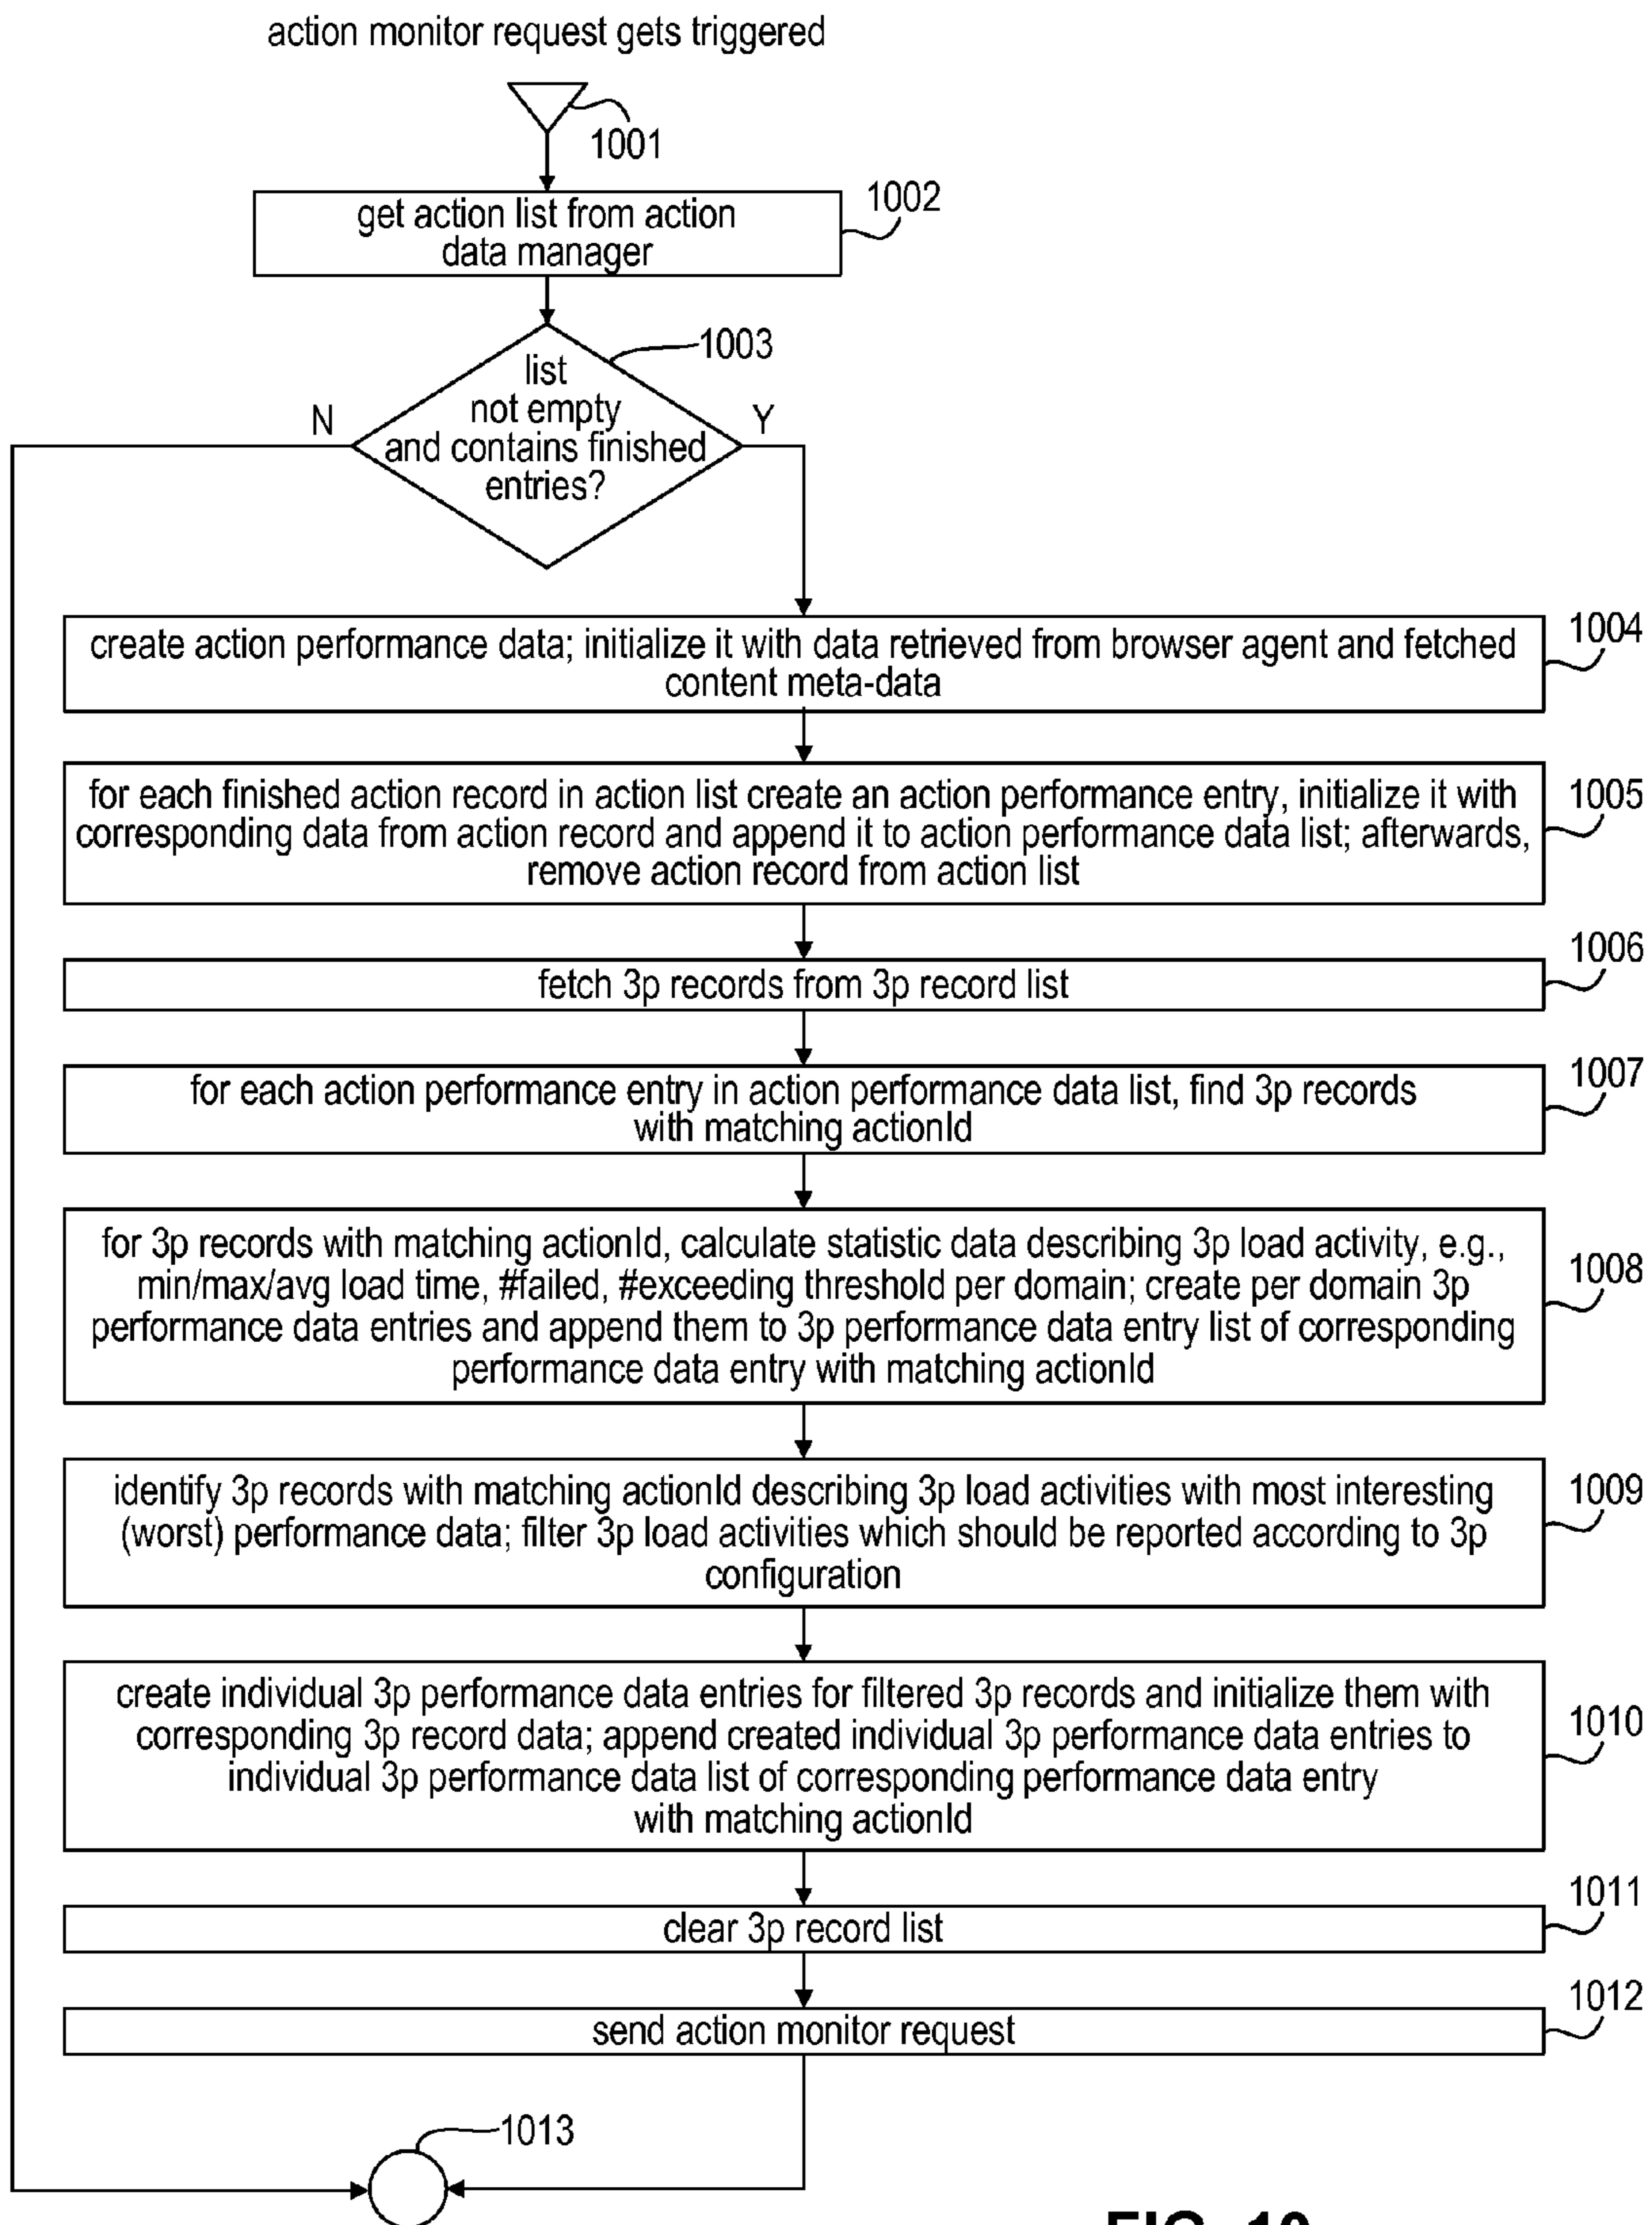 action monitor request gets triggered
1001
1002
get action list from action
data manager
1003
list
not empty
and contains finished
entries?
N
Y
1004
create action performance data; initialize it with data retrieved from browser agent and fetched
content meta-data
1005
for each finished action record in action list create an action performance entry, initialize it with
corresponding data from action record and append it to action performance data list; afterwards,
remove action record from action list
1006
fetch 3p records from 3p record list
1007
for each action performance entry in action performance data list, find 3p records
with matching actionId
1008
for 3p records with matching actionId, calculate statistic data describing 3p load activity, e.g.,
min/max/avg load time, #failed, #exceeding threshold per domain; create per domain 3p
performance data entries and append them to 3p performance data entry list of corresponding
performance data entry with matching actionId
1009
identify 3p records with matching actionId describing 3p load activities with most interesting
(worst) performance data; filter 3p load activities which should be reported according to 3p
configuration
1010
create individual 3p performance data entries for filtered 3p records and initialize them with
corresponding 3p record data; append created individual 3p performance data entries to
individual 3p performance data list of corresponding performance data entry
with matching actionId
1011
clear 3p record list
1012
send action monitor request
1013
FIG. 10